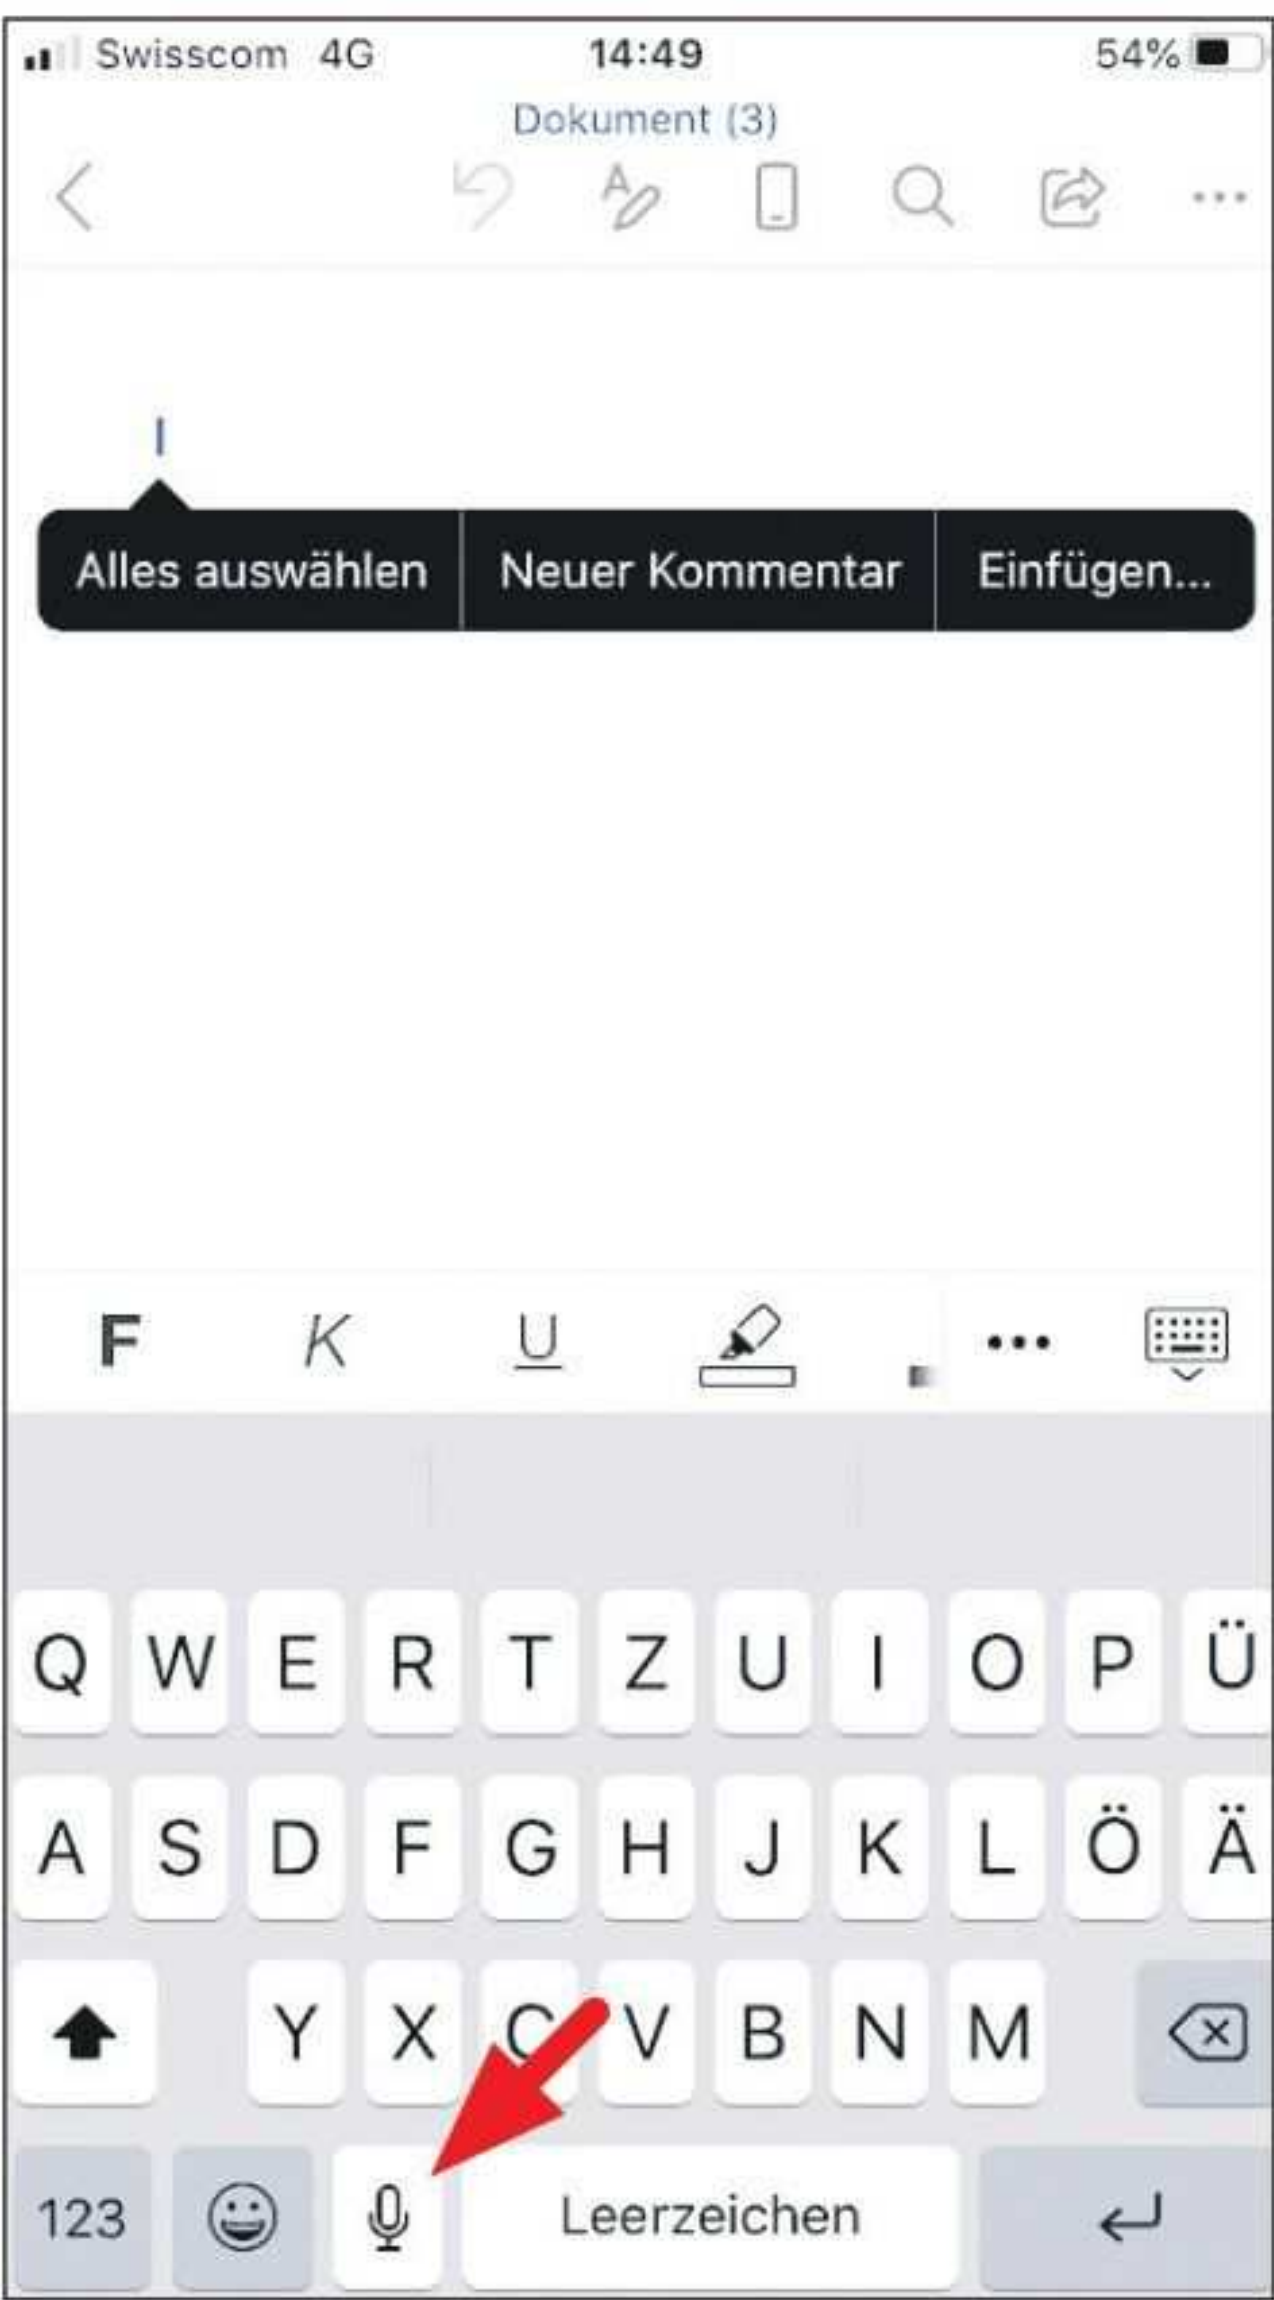 Swisscom 4G 14:49 54%
Dokument (3)
Alles auswählen Neuer Kommentar Einfügen...
F K U
Q W E R T Z U I O P Ü
A S D F G H J K L Ö Ä
Y X C V B N M
123 Leerzeichen